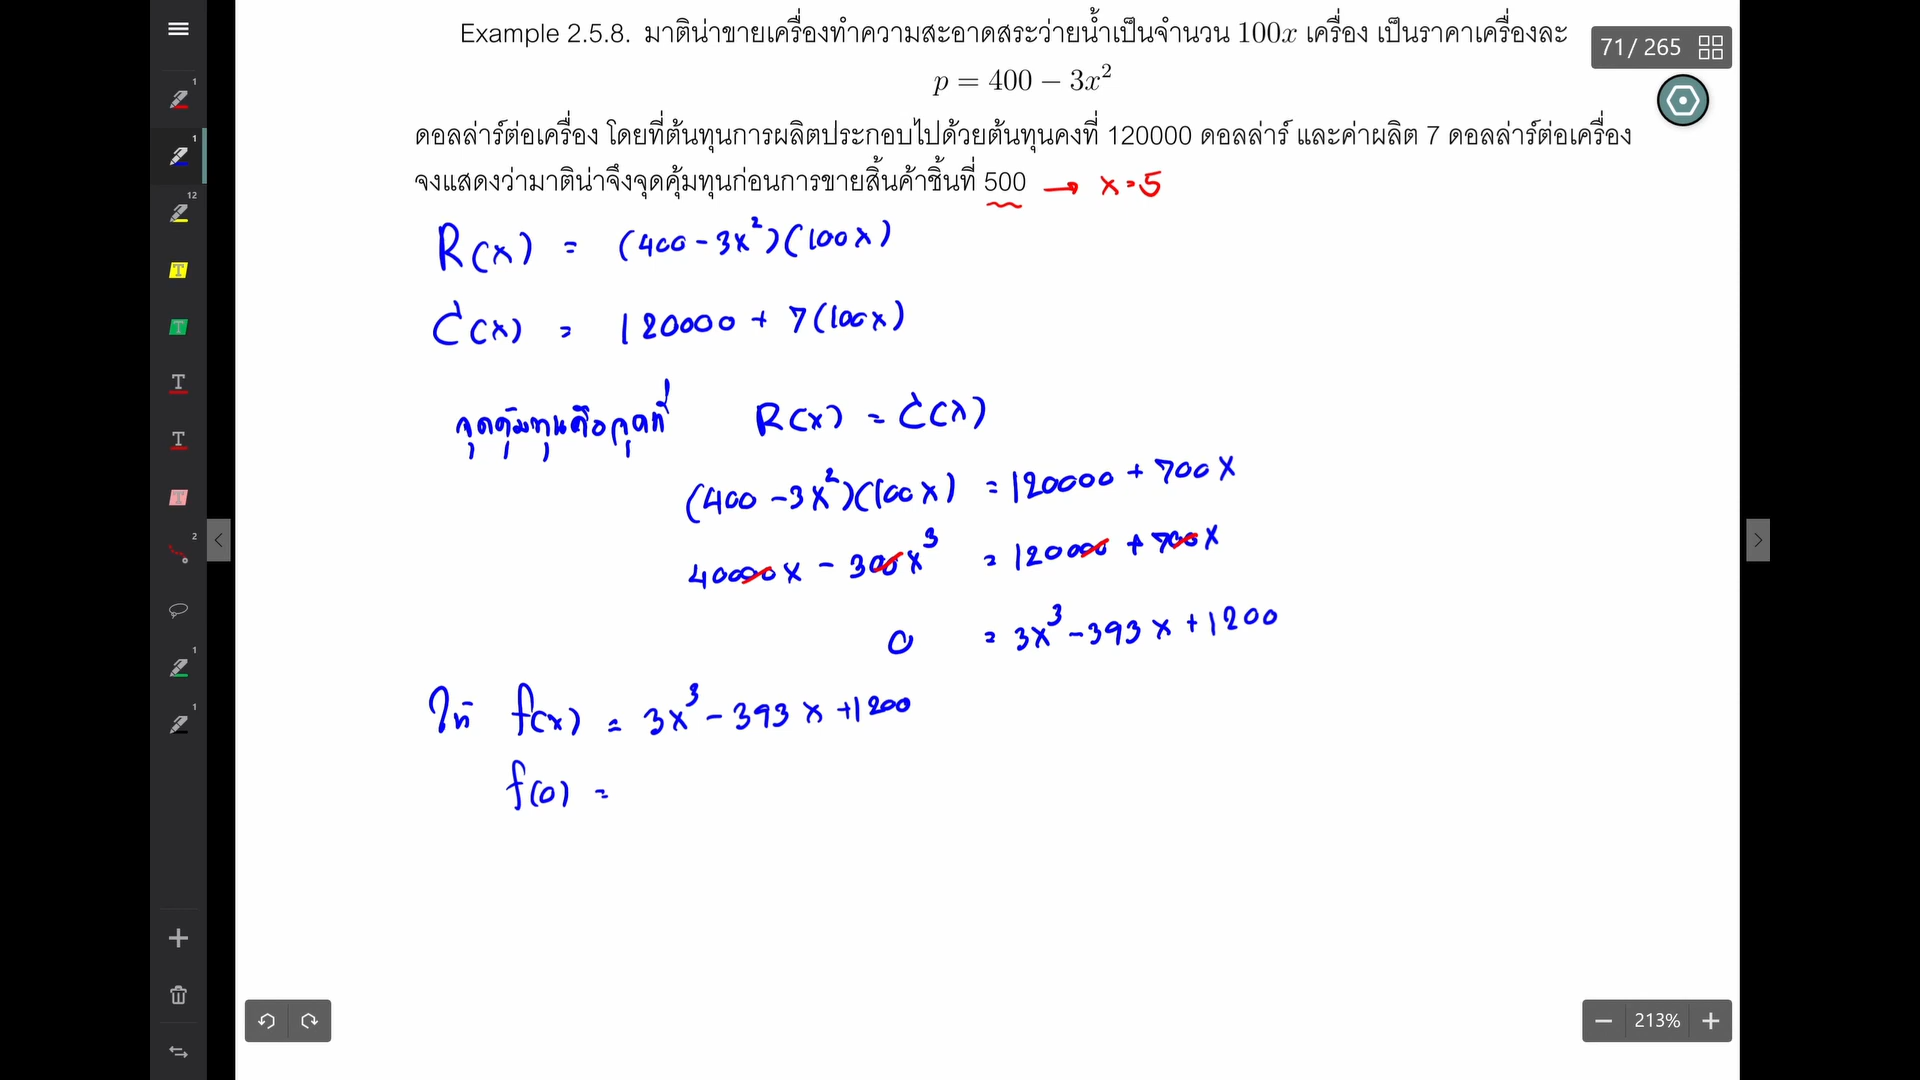 Example 2.5.8. มาติน่าขายเครื่องทำความสะอาดสระว่ายน้ำเป็นจำนวน 100x เครื่อง เป็นราคาเครื่องละ
71/ 265
p = 400 − 3x²
ดอลล่าร์ต่อเครื่อง โดยที่ต้นทุนการผลิตประกอบไปด้วยต้นทุนคงที่ 120000 ดอลล่าร์ และค่าผลิต 7 ดอลล่าร์ต่อเครื่อง
จงแสดงว่ามาติน่าจึงจุดคุ้มทุนก่อนการขายสิ้นค้าชิ้นที่ 500 → x = 5
R(x) = (400 - 3x²)(100x)
C(x) = 120000 + 7(100x)
จุดคุ้มทุนคือจุดที่ R(x) = C(x)
(400 - 3x²)(100x) = 120000 + 700x
40000x - 300x³ = 120000 + 700x
0 = 3x³ - 393x + 1200
ให้ f(x) = 3x³ - 393x + 1200
f(0) =
213%